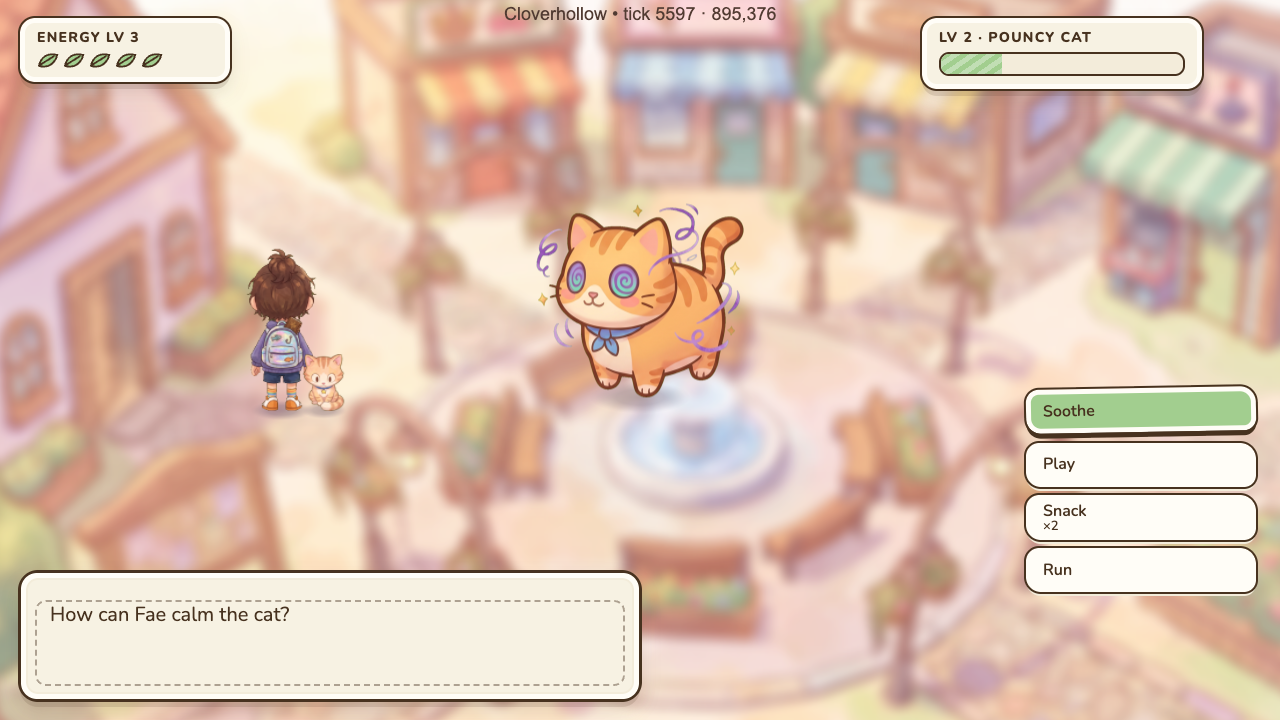 Cloverhollow • tick 5597 · 895,376
ENERGY LV 3
LV 2 · POUNCY CAT
Soothe
Play
Snack
×2
Run
How can Fae calm the cat?